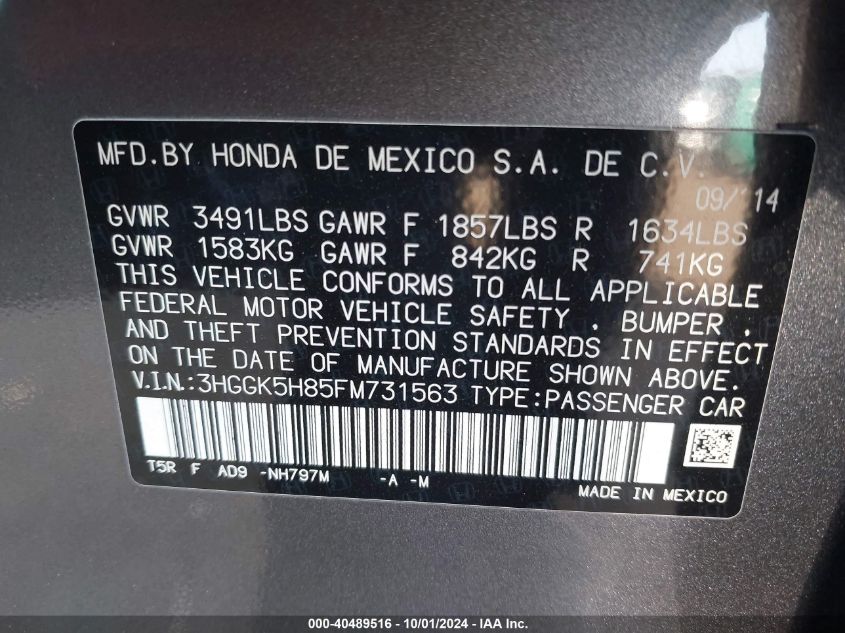 MFD.BY HONDA DE MEXICO S.A. DE C.V.
09/14
GVWR 3491LBS GAWR F 1857LBS R 1634LBS
GVWR 1583KG GAWR F 842KG R 741KG
THIS VEHICLE CONFORMS TO ALL APPLICABLE
FEDERAL MOTOR VEHICLE SAFETY , BUMPER ,
AND THEFT PREVENTION STANDARDS IN EFFECT
ON THE DATE OF MANUFACTURE SHOWN ABOVE.
V.I.N.:3HGGK5H85FM731563 TYPE:PASSENGER CAR
T5R F AD9 -NH797M -A -M
MADE IN MEXICO
000-40489516 - 10/01/2024 - IAA Inc.